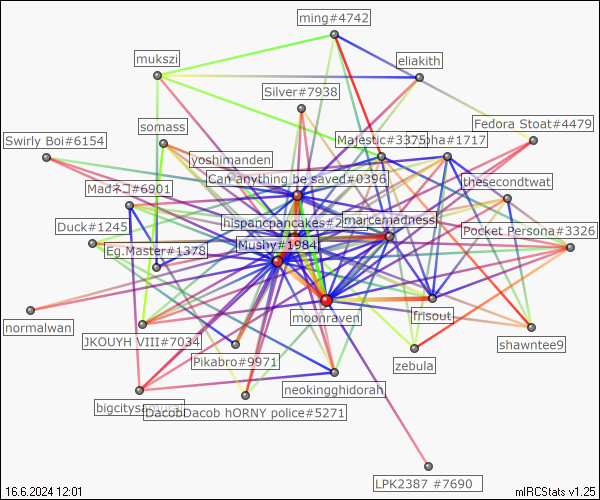 ming#4742
mukszi
eliakith
Silver#7938
Fedora Stoat#4479
somass
Majestic#3375
pha#1717
Swirly Boi#6154
yoshimanden
Can anything be saved#0396
thesecondtwat
Madネコ#6901
hispancpancakes#2
marcemadness
Duck#1245
Pocket Persona#3326
Eg.Master#1378
Mushy#1984
normalwan
moonraven
frisout
JKOUYH VIII#7034
shawntee9
Pikabro#9971
zebula
neokingghidorah
bigcitysamurai
DacobDacob hORNY police#5271
LPK2387 #7690
16.6.2024 12:01
mIRCStats v1.25